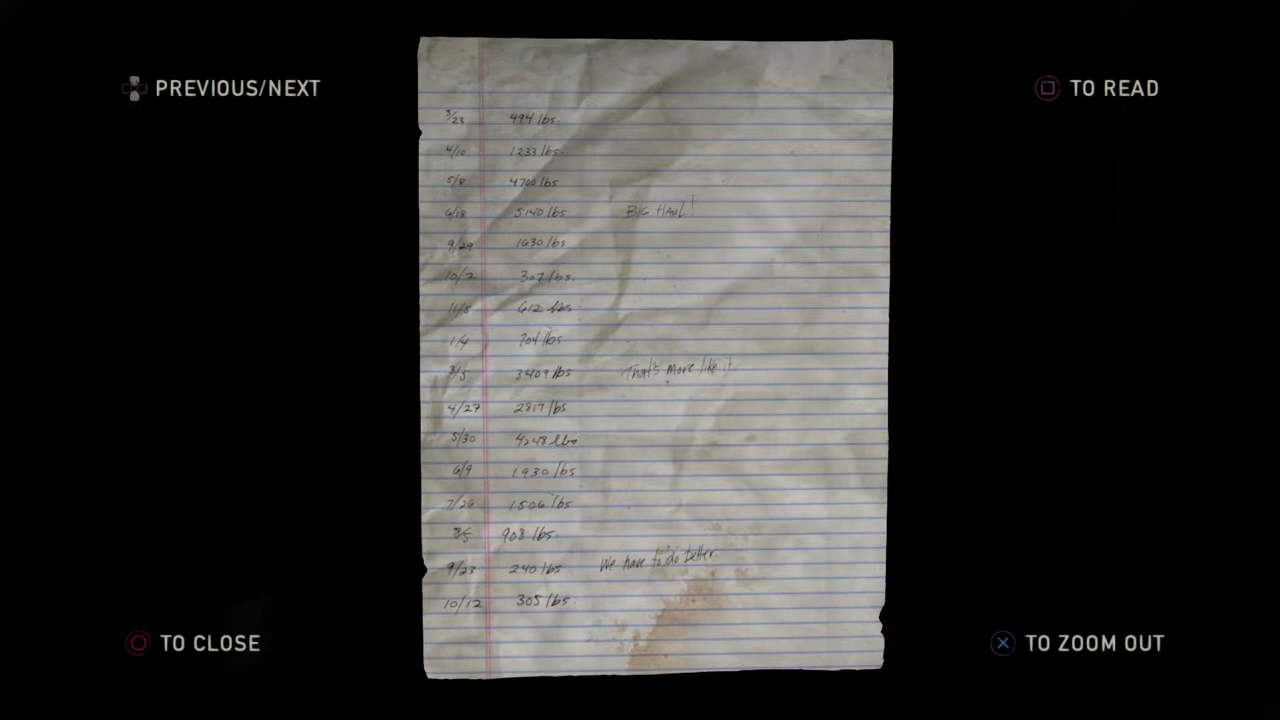 PREVIOUS/NEXT
TO READ
3/23 494 lbs.
4/10 1233 lbs.
5/8 4700 lbs
6/18 5140 lbs BIG HAUL!
9/29 1630 lbs
10/2 307 lbs.
11/5 612 lbs
1/4 704 lbs
3/5 3409 lbs That's more like it
4/27 2817 lbs
5/30 4248 lbs
6/9 1930 lbs
7/26 1506 lbs
908 lbs.
9/23 240 lbs We have to do better
10/12 305 lbs.
TO CLOSE
TO ZOOM OUT